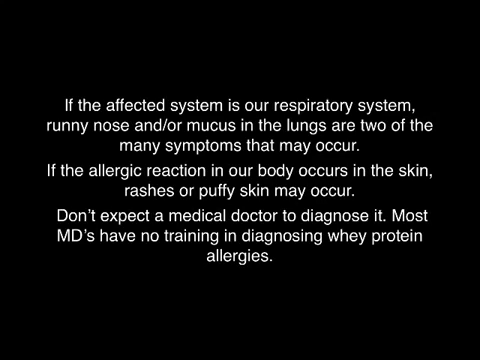 If the affected system is our respiratory system,
runny nose and/or mucus in the lungs are two of the
many symptoms that may occur.
If the allergic reaction in our body occurs in the skin,
rashes or puffy skin may occur.
Don’t expect a medical doctor to diagnose it. Most
MD’s have no training in diagnosing whey protein
allergies.